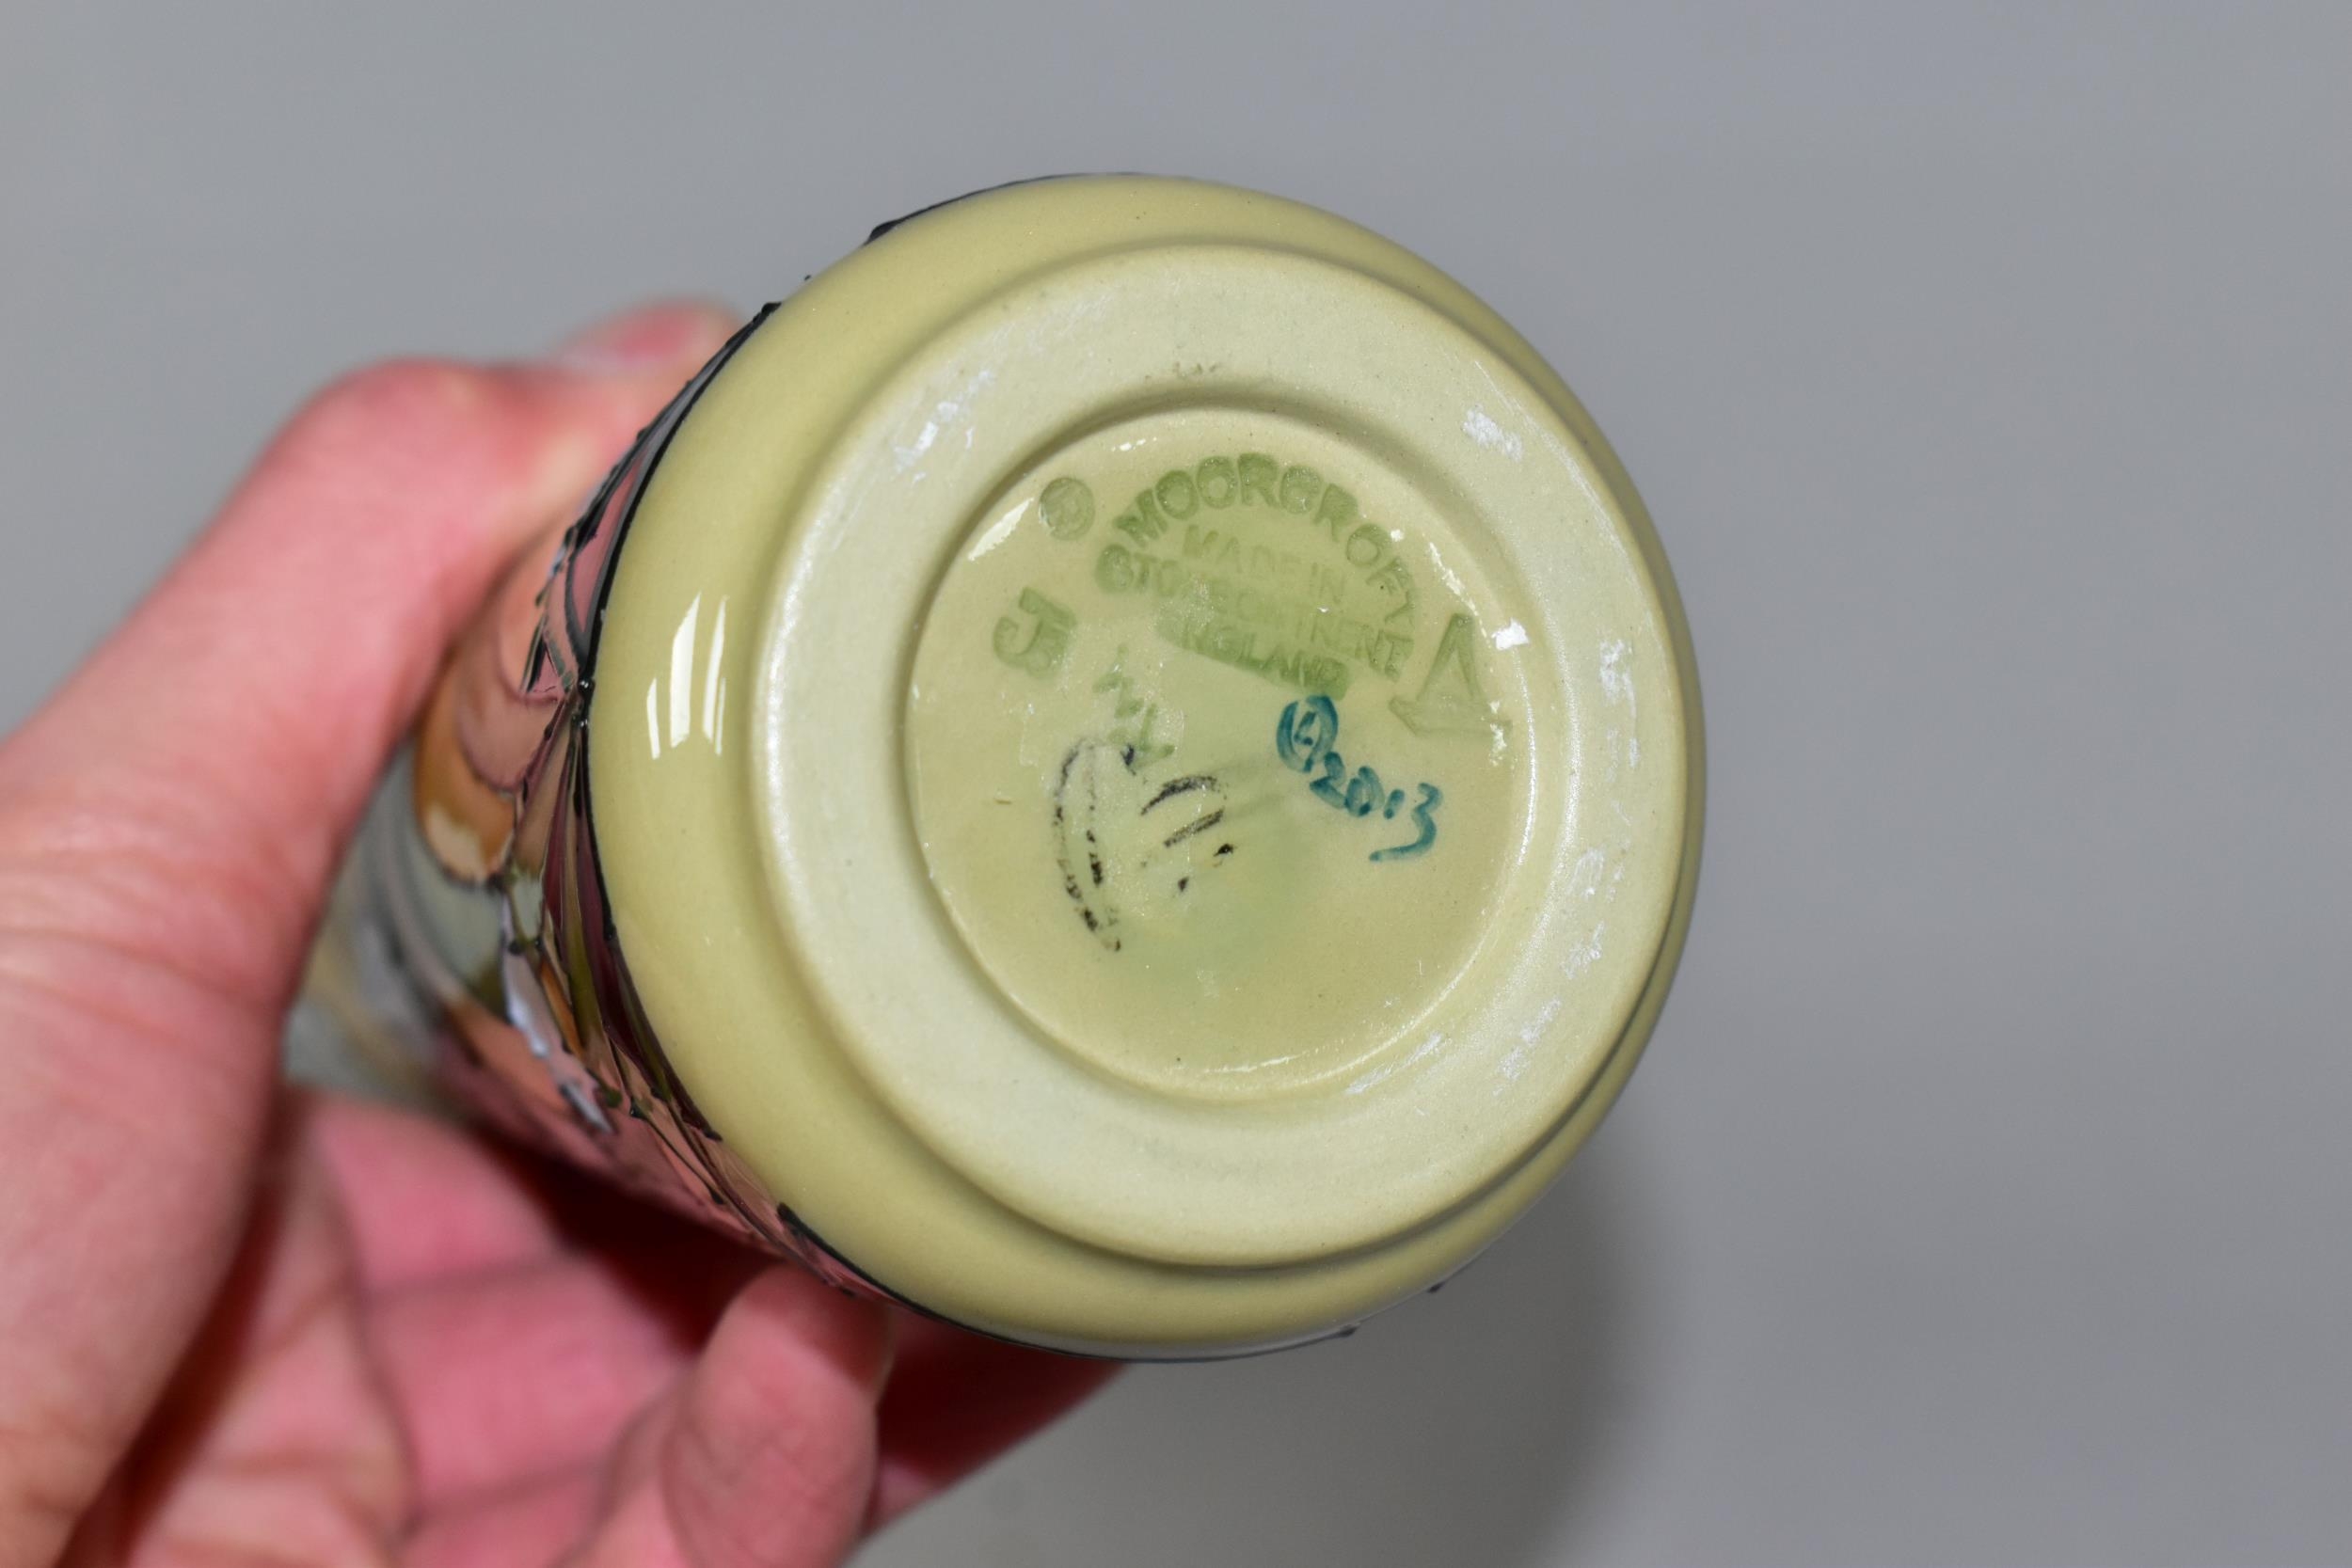 MOORCROFT
MADE IN
STOKE ON TRENT
ENGLAND
© 2013